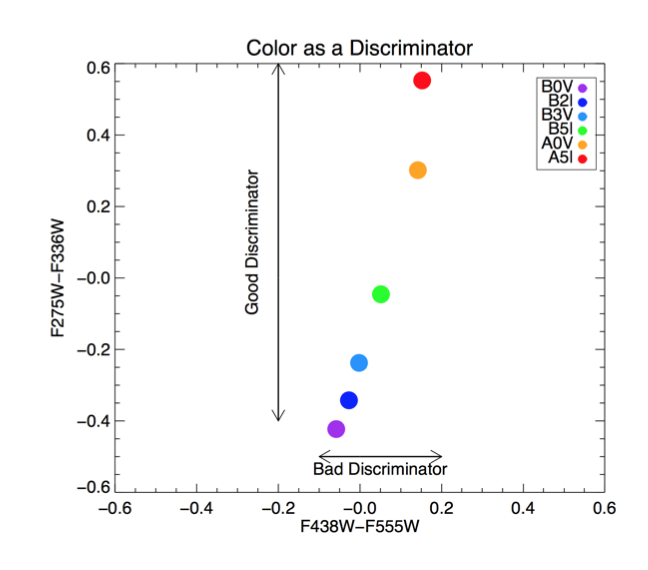 Color as a Discriminator
0.6
0.4
0.2
−0.0
−0.2
−0.4
−0.6
F275W−F336W
Good Discriminator
B0V
B2I
B3V
B5I
A0V
A5I
Bad Discriminator
−0.6
−0.4
−0.2
−0.0
0.2
0.4
0.6
F438W−F555W